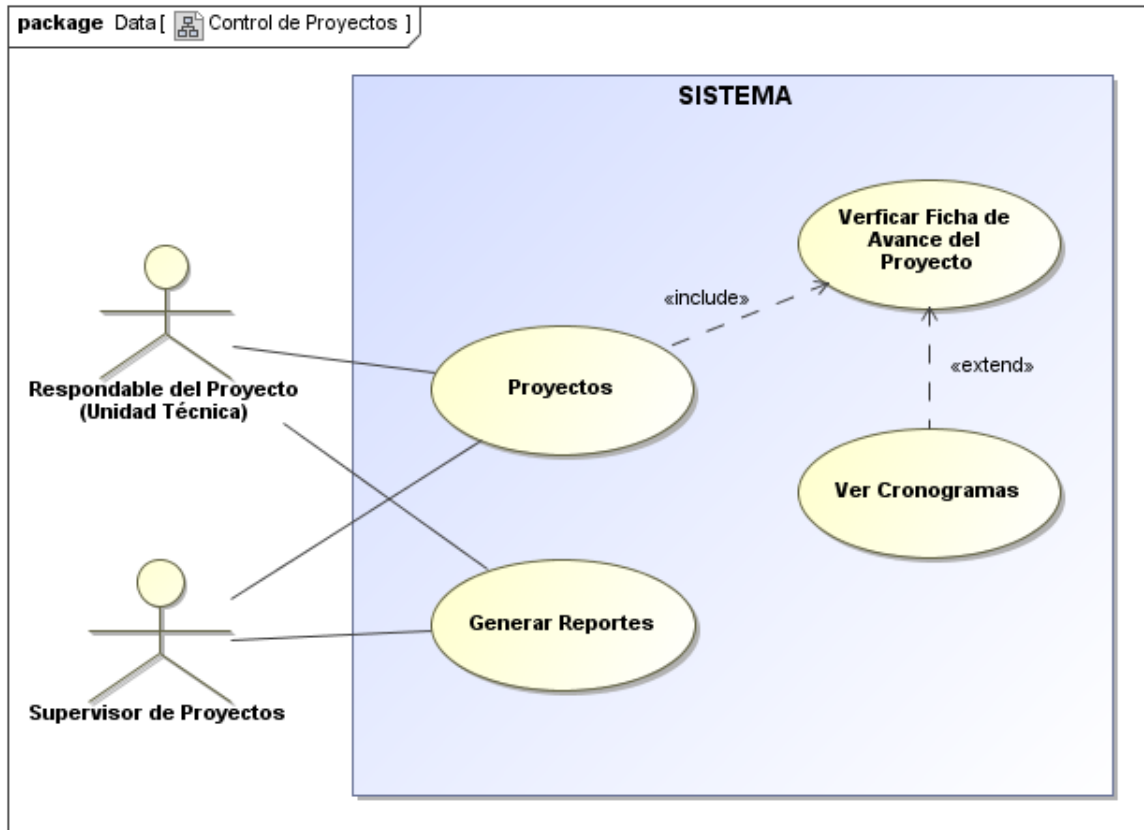 package Data [ Control de Proyectos ]
SISTEMA
Verficar Ficha de
Avance del
Proyecto
«include»
«extend»
Proyectos
Respondable del Proyecto
(Unidad Técnica)
Ver Cronogramas
Generar Reportes
Supervisor de Proyectos